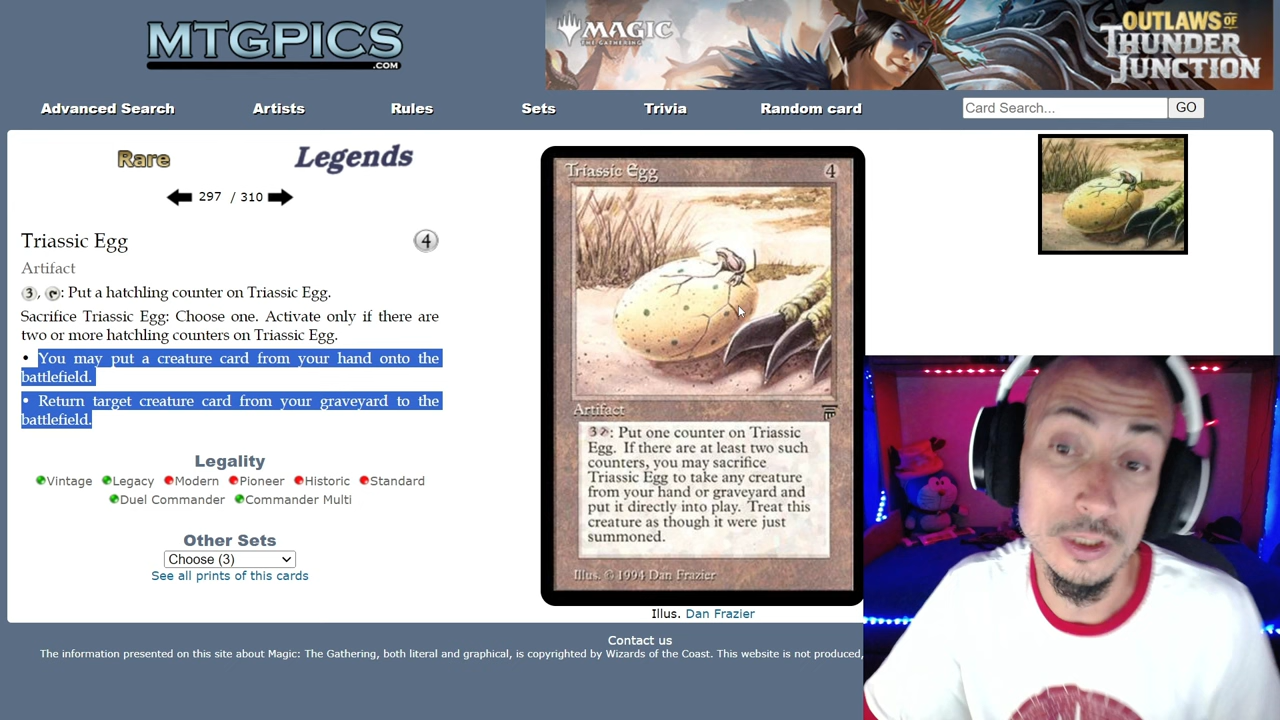 MTGPICS
.COM
MAGIC
THE GATHERING
OUTLAWS OF
THUNDER
JUNCTION
Advanced Search Artists Rules Sets Trivia Random card Card Search... GO
Rare Legends
297 / 310
Triassic Egg 4
Artifact
3, : Put a hatchling counter on Triassic Egg.
Sacrifice Triassic Egg: Choose one. Activate only if there are
two or more hatchling counters on Triassic Egg.
• You may put a creature card from your hand onto the
battlefield.
• Return target creature card from your graveyard to the
battlefield.
Legality
Vintage Legacy Modern Pioneer Historic Standard
Duel Commander Commander Multi
Other Sets
Choose (3)
See all prints of this cards
Triassic Egg 4
Artifact
3 : Put one counter on Triassic
Egg. If there are at least two such
counters, you may sacrifice
Triassic Egg to take any creature
from your hand or graveyard and
put it directly into play. Treat this
creature as though it were just
summoned.
Illus. © 1994 Dan Frazier
Illus. Dan Frazier
Contact us
The information presented on this site about Magic: The Gathering, both literal and graphical, is copyrighted by Wizards of the Coast. This website is not produced,